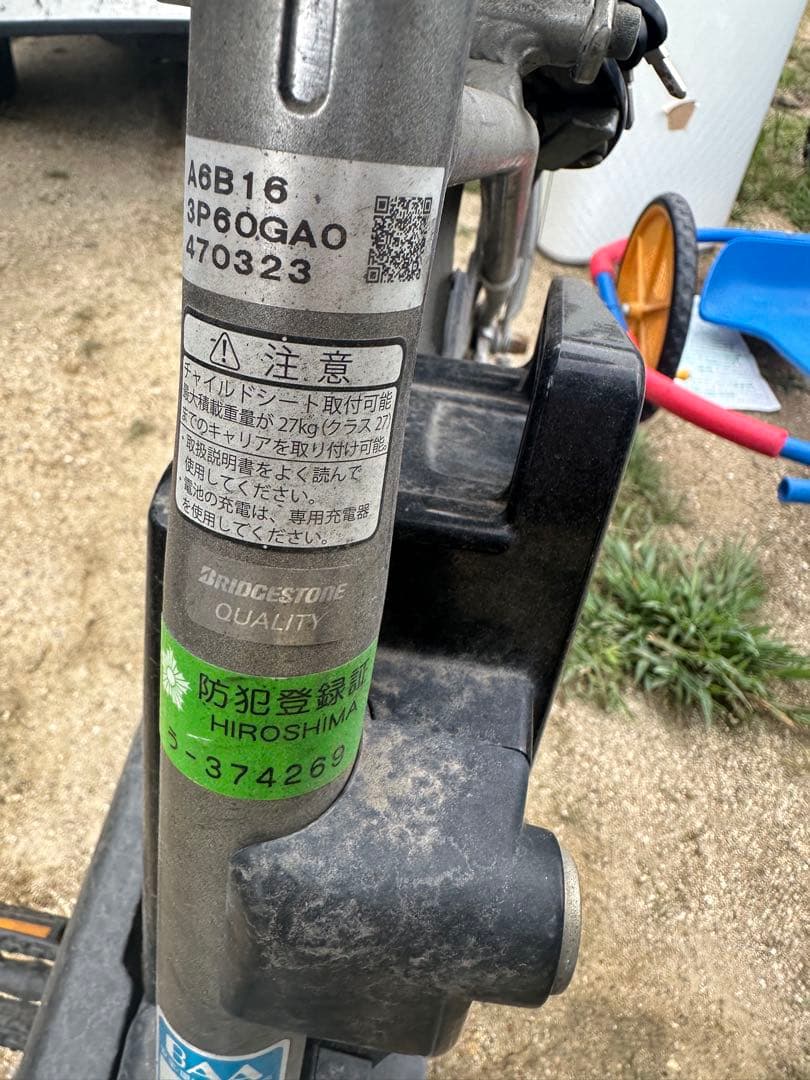 A6B16
3P60GA0
470323
注意
チャイルドシート取付可能
最大積載重量が27kg(クラス27)
までのキャリアを取り付け可能。
・取扱説明書をよく読んで
使用してください。
・電池の充電は、専用充電器
を使用してください。
BRIDGESTONE
QUALITY
防犯登録証
HIROSHIMA
う-374269
BAA